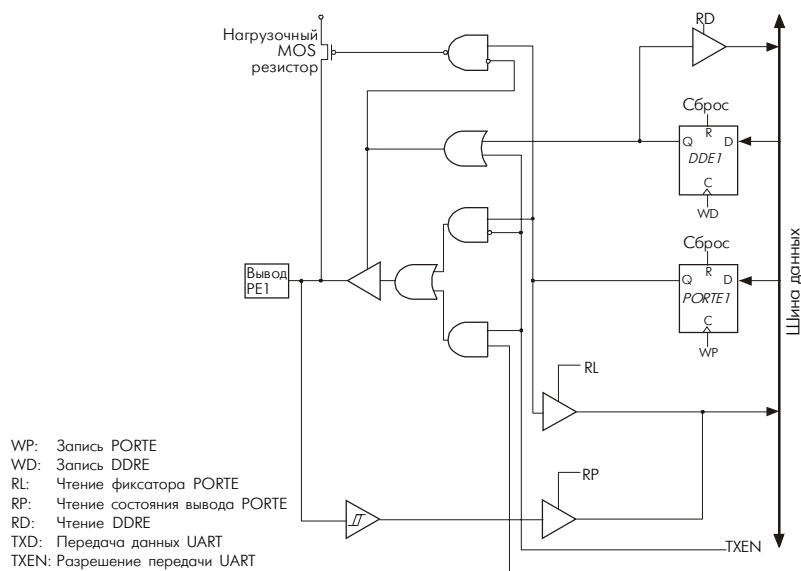 Нагрузочный
MOS
резистор
RD
Сброс
R
Q D
DDE1
C
WD
Сброс
R
Q D
PORTE1
C
WP
Шина данных
Вывод
PE1
RL
RP
TXEN
WP: Запись PORTE
WD: Запись DDRE
RL: Чтение фиксатора PORTE
RP: Чтение состояния вывода PORTE
RD: Чтение DDRE
TXD: Передача данных UART
TXEN: Разрешение передачи UART